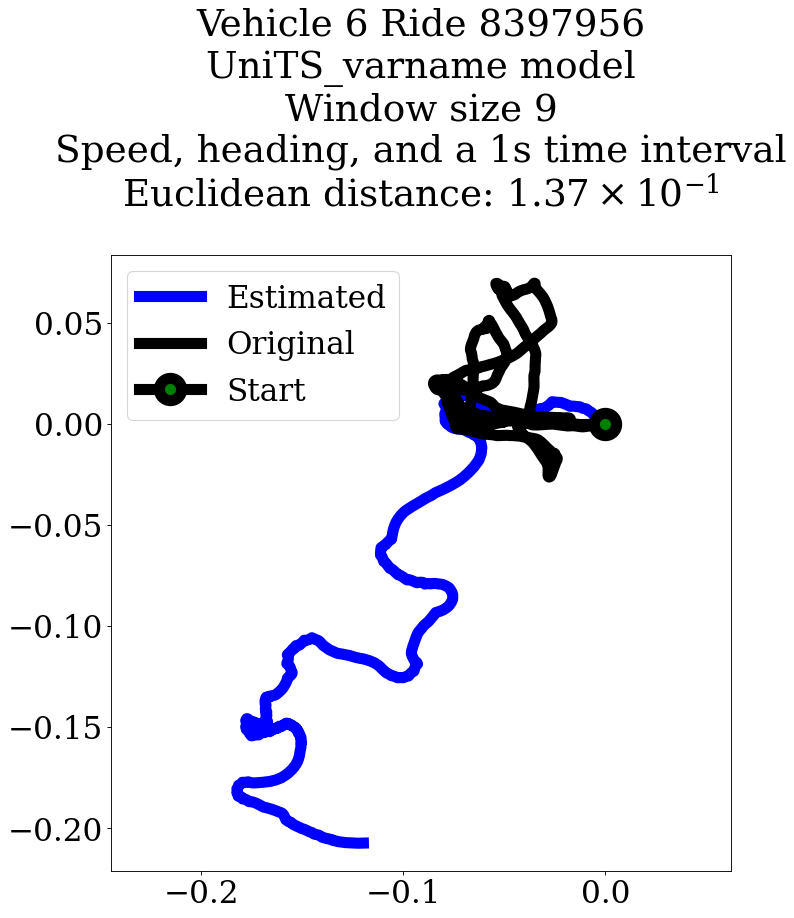 Vehicle 6 Ride 8397956
UniTS_varname model
Window size 9
Speed, heading, and a 1s time interval
Euclidean distance: 1.37 × 10⁻¹
Estimated
Original
Start
0.05
0.00
−0.05
−0.10
−0.15
−0.20
−0.2
−0.1
0.0